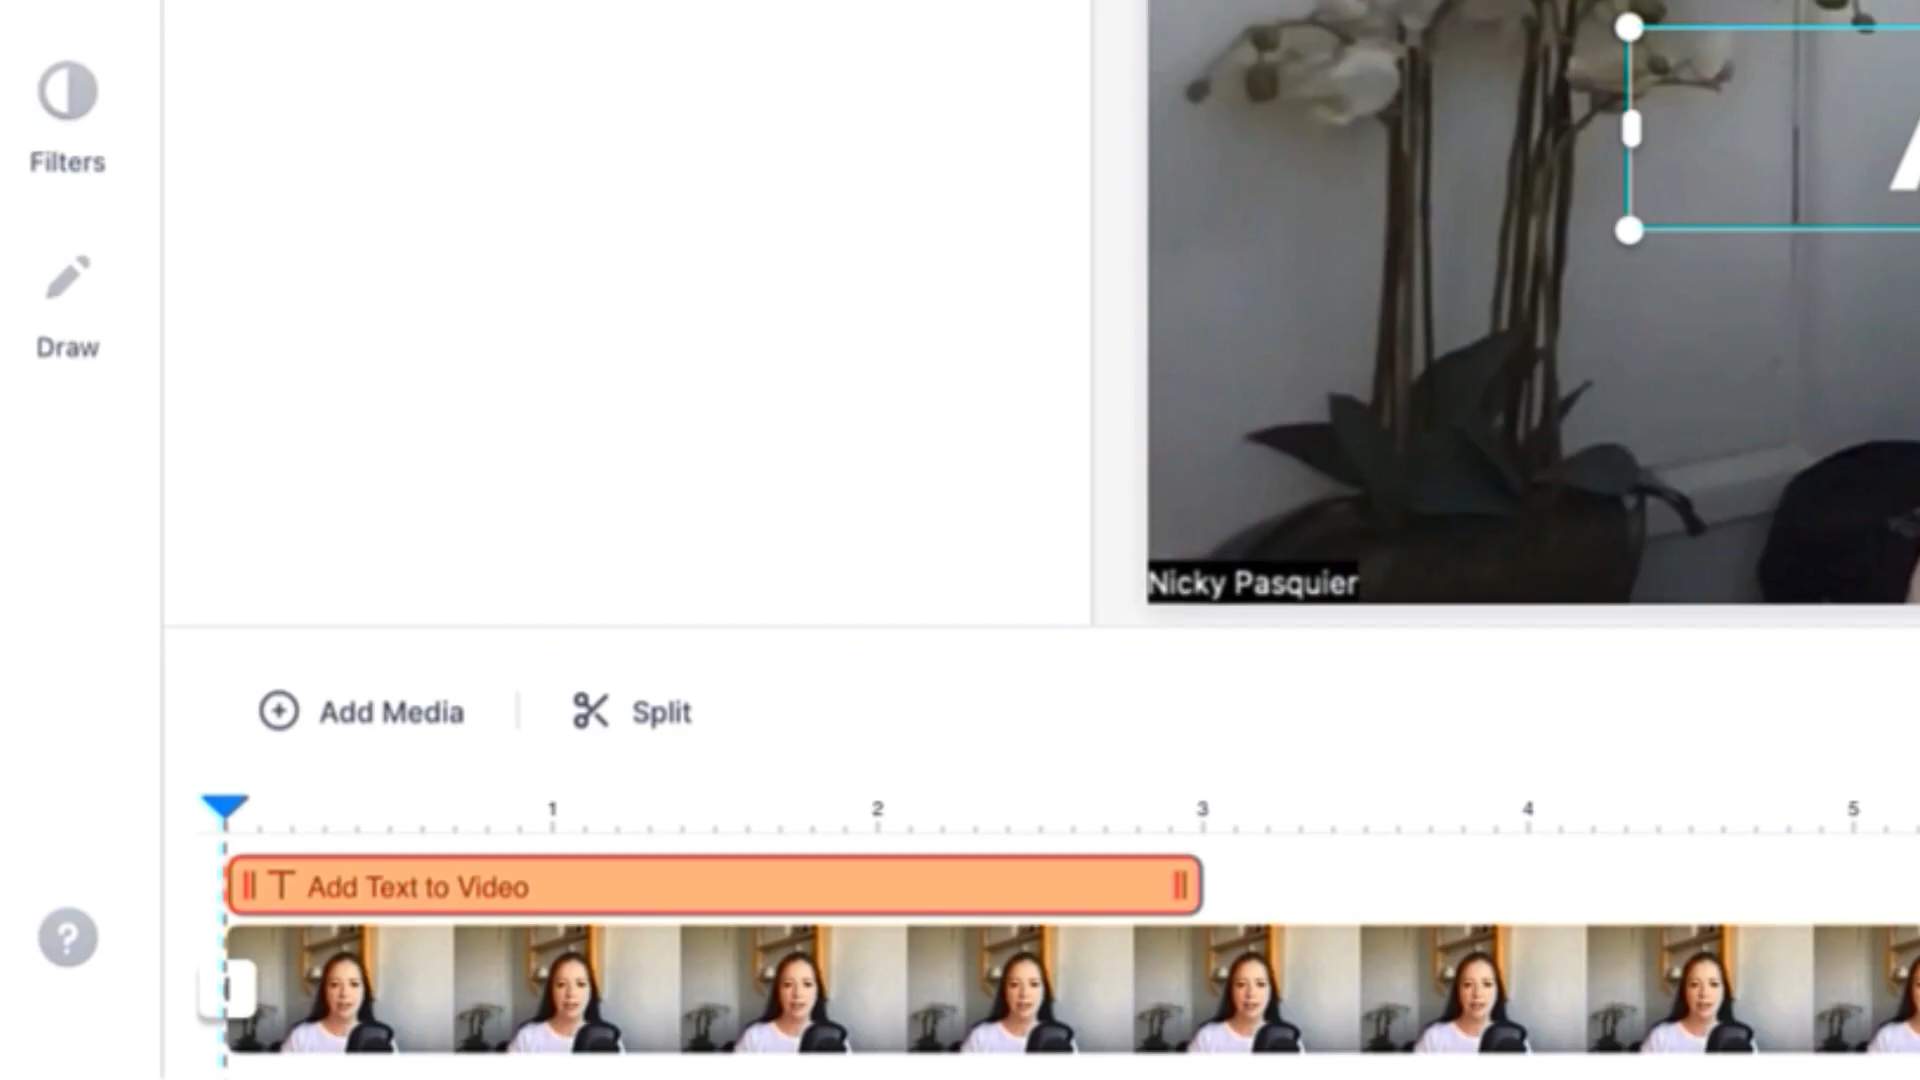 Filters
Draw
Nicky Pasquier
Add Media
Split
1 2 3 4 5
Add Text to Video
?